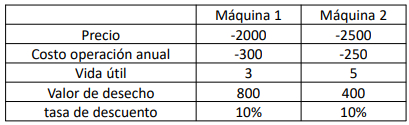 Máquina 1 Máquina 2
Precio -2000 -2500
Costo operación anual -300 -250
Vida útil 3 5
Valor de desecho 800 400
tasa de descuento 10% 10%